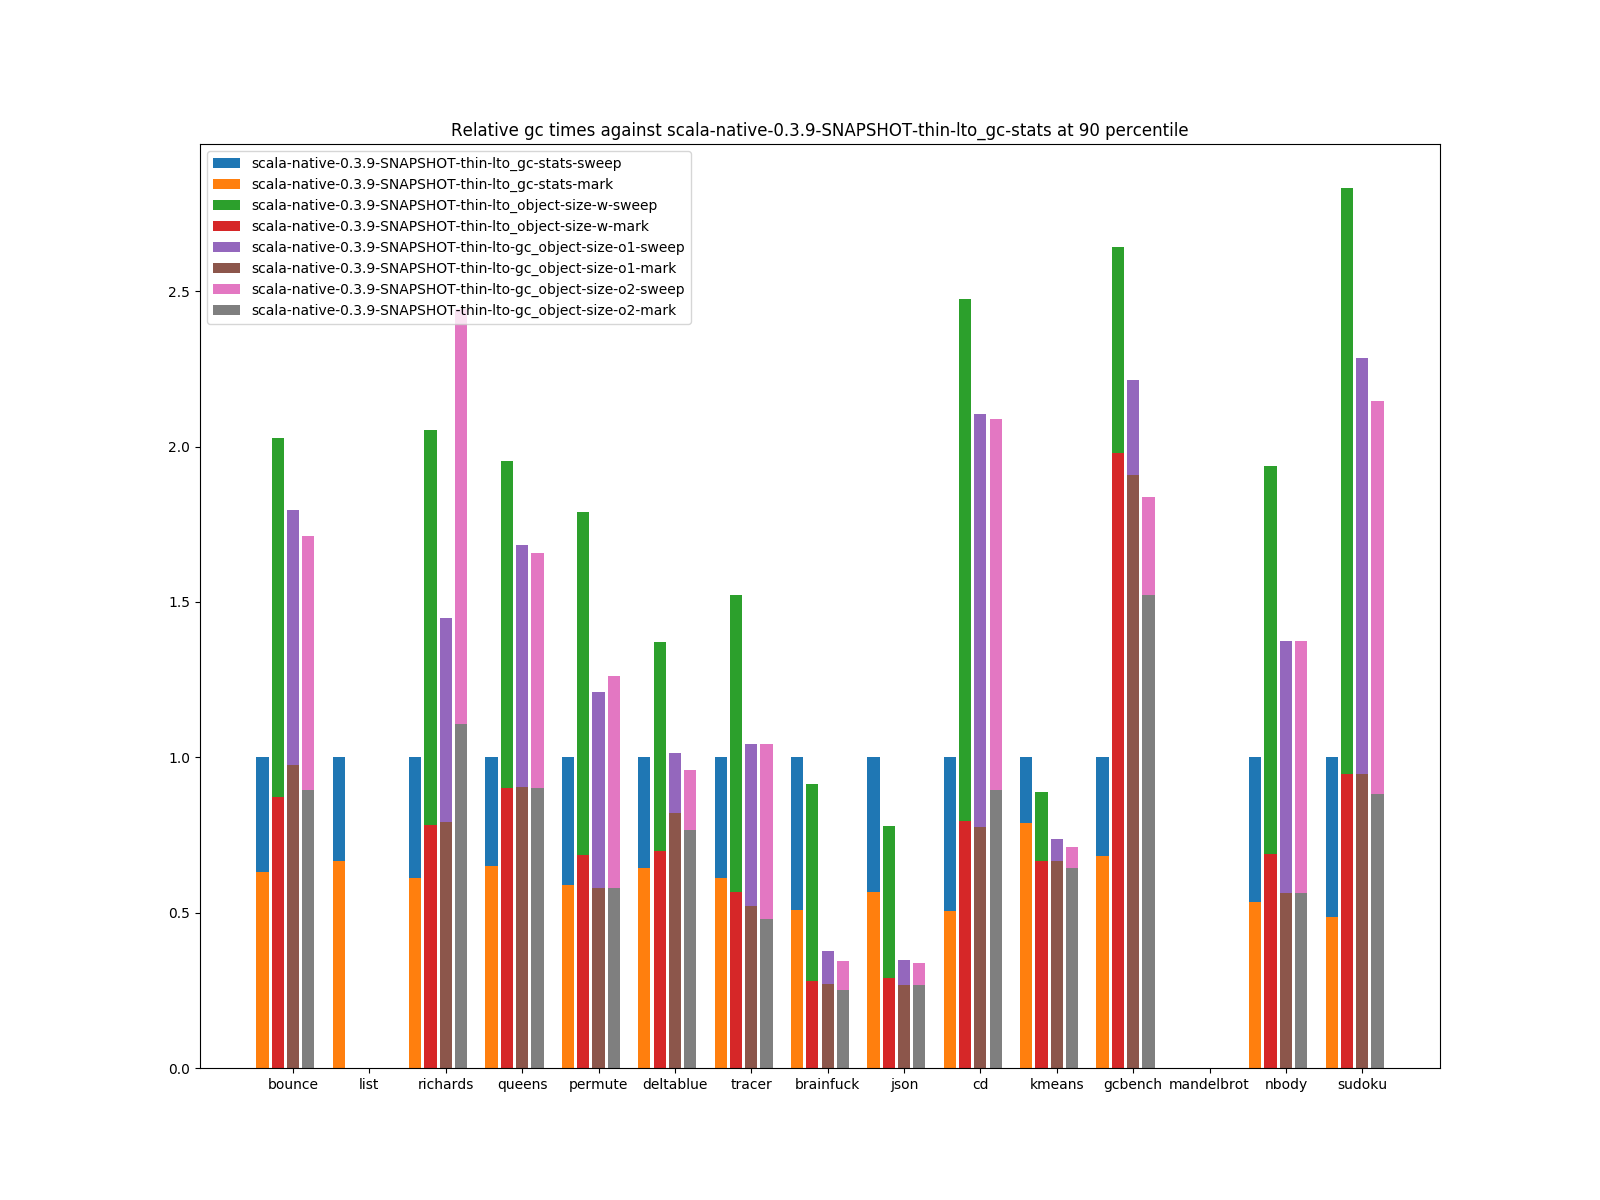 Relative gc times against scala-native-0.3.9-SNAPSHOT-thin-lto_gc-stats at 90 percentile
scala-native-0.3.9-SNAPSHOT-thin-lto_gc-stats-sweep
scala-native-0.3.9-SNAPSHOT-thin-lto_gc-stats-mark
scala-native-0.3.9-SNAPSHOT-thin-lto_object-size-w-sweep
scala-native-0.3.9-SNAPSHOT-thin-lto_object-size-w-mark
scala-native-0.3.9-SNAPSHOT-thin-lto-gc_object-size-o1-sweep
scala-native-0.3.9-SNAPSHOT-thin-lto-gc_object-size-o1-mark
scala-native-0.3.9-SNAPSHOT-thin-lto-gc_object-size-o2-sweep
scala-native-0.3.9-SNAPSHOT-thin-lto-gc_object-size-o2-mark
2.5
2.0
1.5
1.0
0.5
0.0
bounce list richards queens permute deltablue tracer brainfuck json cd kmeans gcbench mandelbrot nbody sudoku